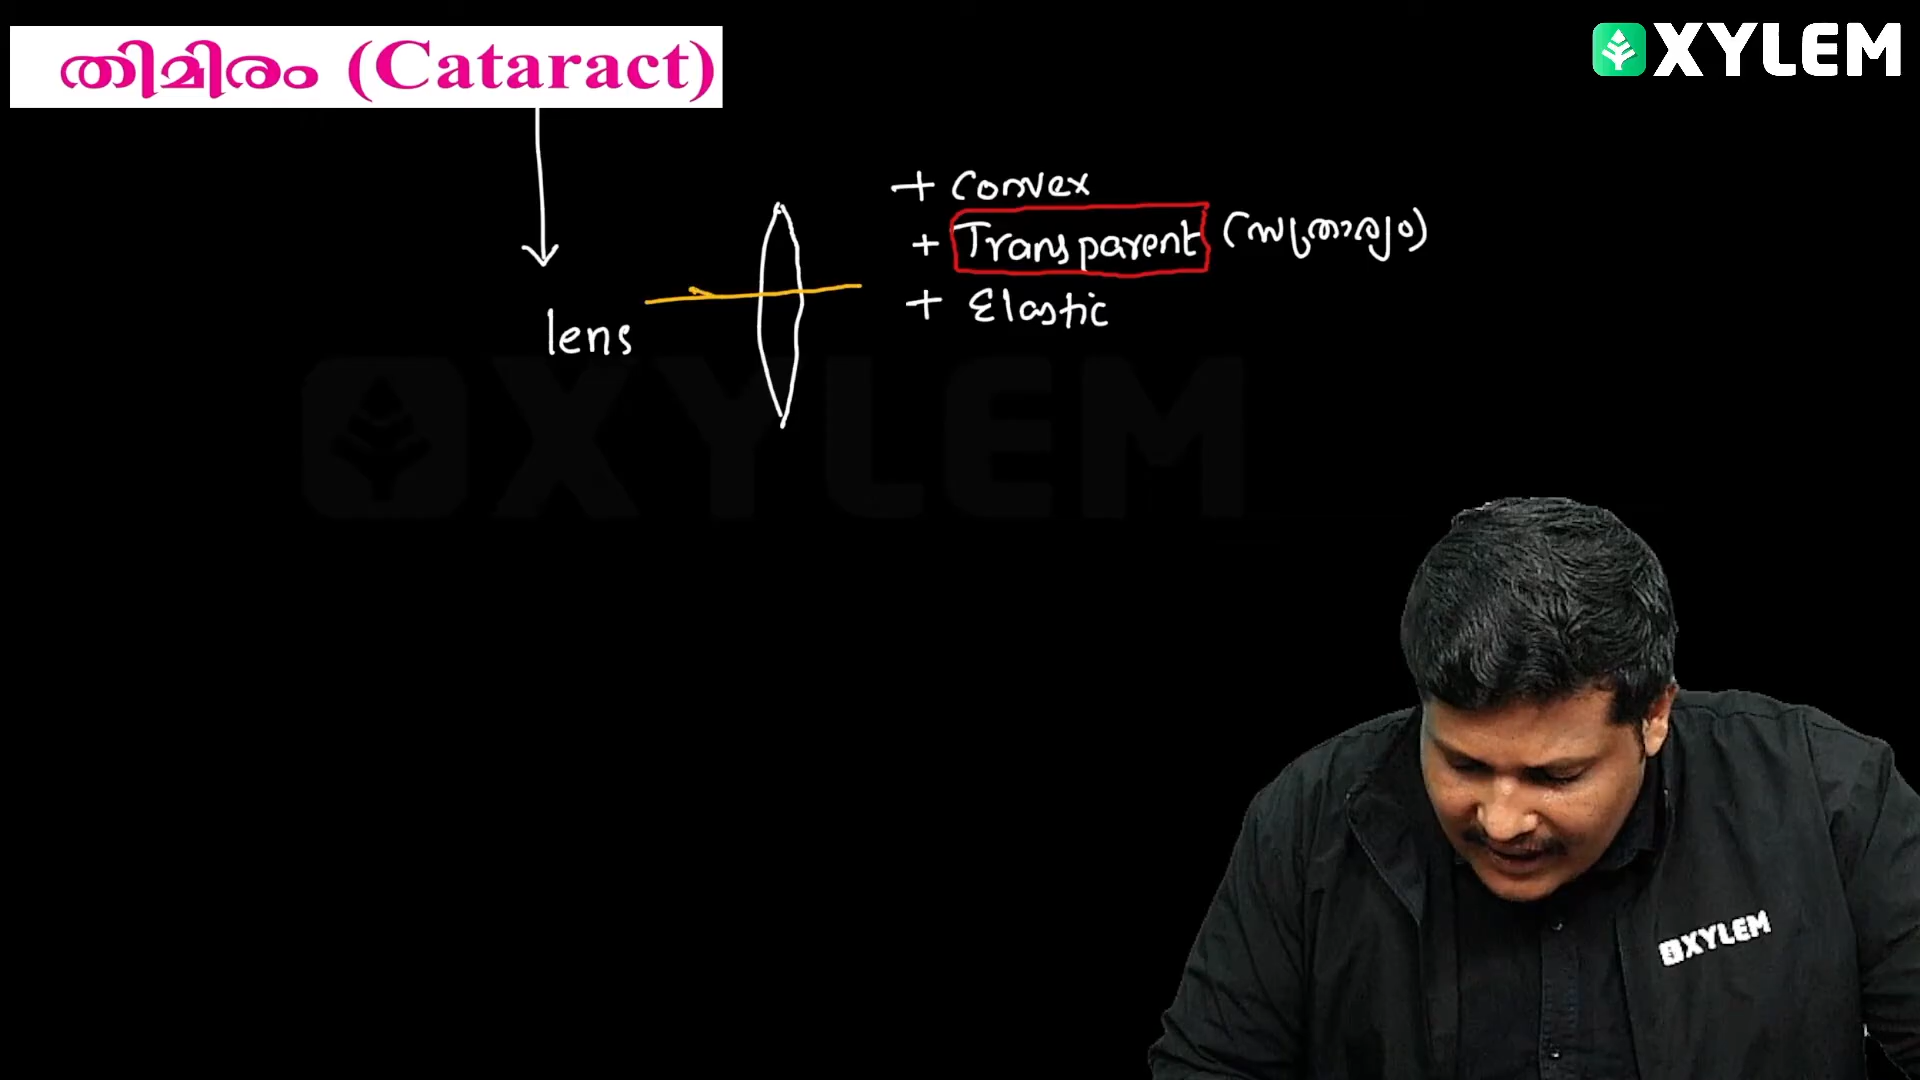 തിമിരം (Cataract)
XYLEM
+ Convex
+ Transparent (സുതാര്യം)
+ Elastic
lens
XYLEM
XYLEM